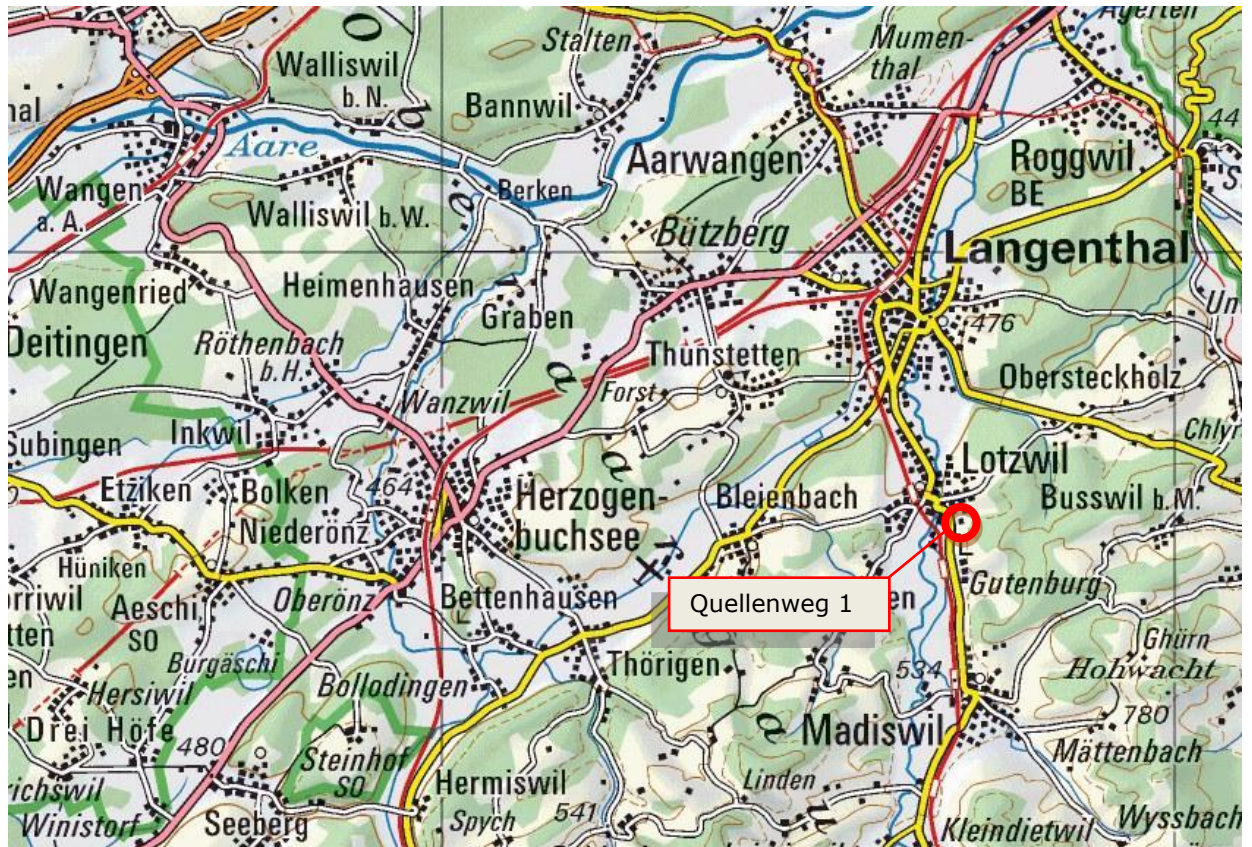 Stalten
Mumen-
thal
Walliswil
b. N.
Bannwil
44
Aare
Aarwangen
Roggwil
BE
Wangen
a. A.
Berken
Walliswil b. W.
Bützberg
Langenthal
Wangenried
Heimenhausen
Graben
Deitingen
Röthenbach
b. H.
476
Thunstetten
Obersteckholz
Forst
Wanzwil
Subingen
Inkwil
Lotzwil
Etziken
Bolken
464
Herzogen-
buchsee
Bleienbach
Busswil b. M.
Niederönz
Hüniken
Gutenburg
Aeschi
SO
Oberönz
Bettenhausen
Quellenweg 1
en
Burgäschi
Thörigen
Ghürn
Hohwacht
Hersiwil
Bollodingen
534
Drei Höfe
480
780
Madiswil
Steinhof
SO
Mättenbach
Hermiswil
Linden
541
Winistorf
Seeberg
Spych
Kleindietwil
Wyssbach